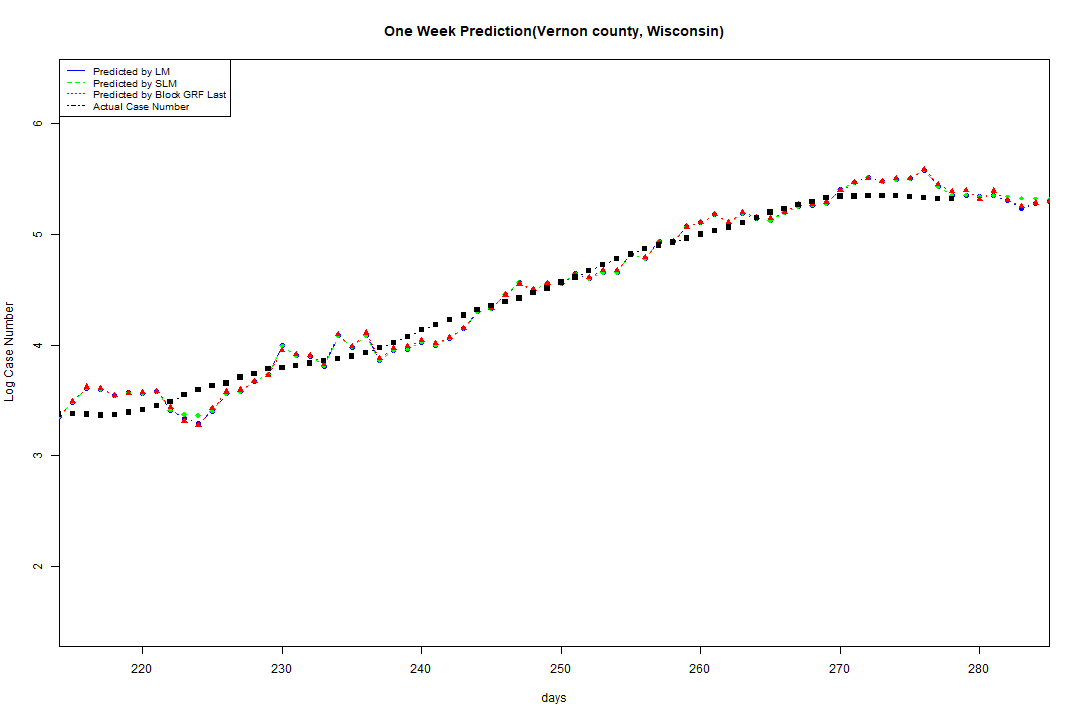 One Week Prediction(Vernon county, Wisconsin)
Predicted by LM
Predicted by SLM
Predicted by Block GRF Last
Actual Case Number
6
5
4
3
2
Log Case Number
220 230 240 250 260 270 280
days